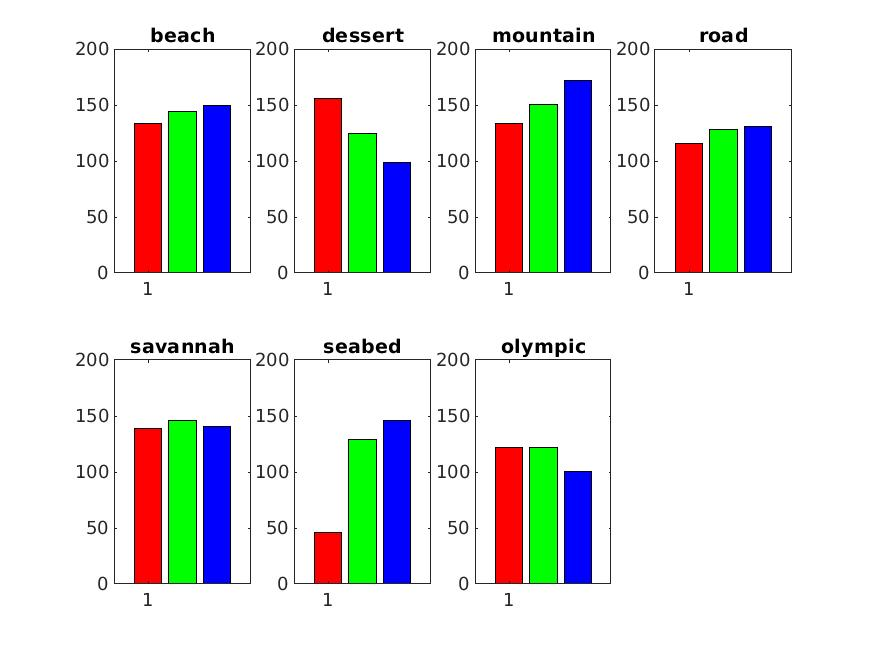 beach dessert mountain road
200 200 200 200
150 150 150 150
100 100 100 100
50 50 50 50
0 0 0 0
1 1 1 1
savannah seabed olympic
200 200 200
150 150 150
100 100 100
50 50 50
0 0 0
1 1 1